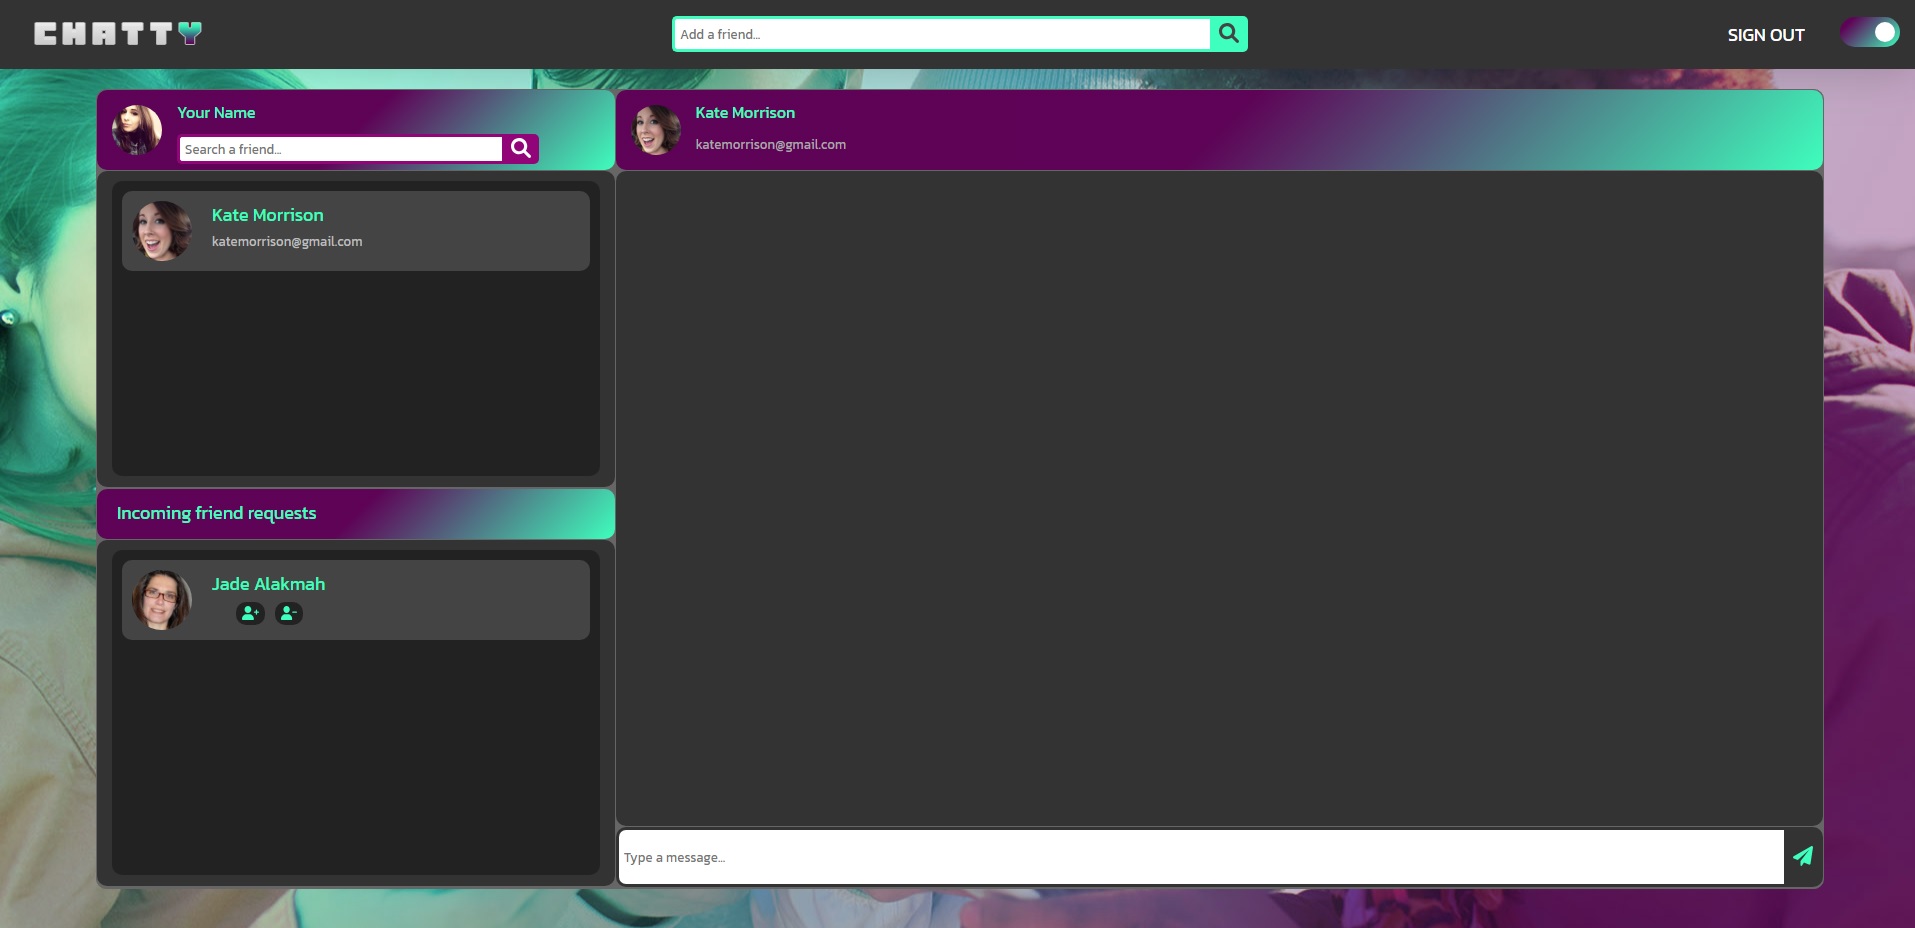 CHATTY
Add a friend...
SIGN OUT
Your Name
Search a friend...
Kate Morrison
katemorrison@gmail.com
Kate Morrison
katemorrison@gmail.com
Incoming friend requests
Jade Alakmah
Type a message...